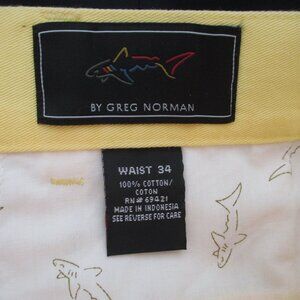 BY GREG NORMAN
WAIST 34
100% COTTON/
COTON
RN# 69421
MADE IN INDONESIA
SEE REVERSE FOR CARE